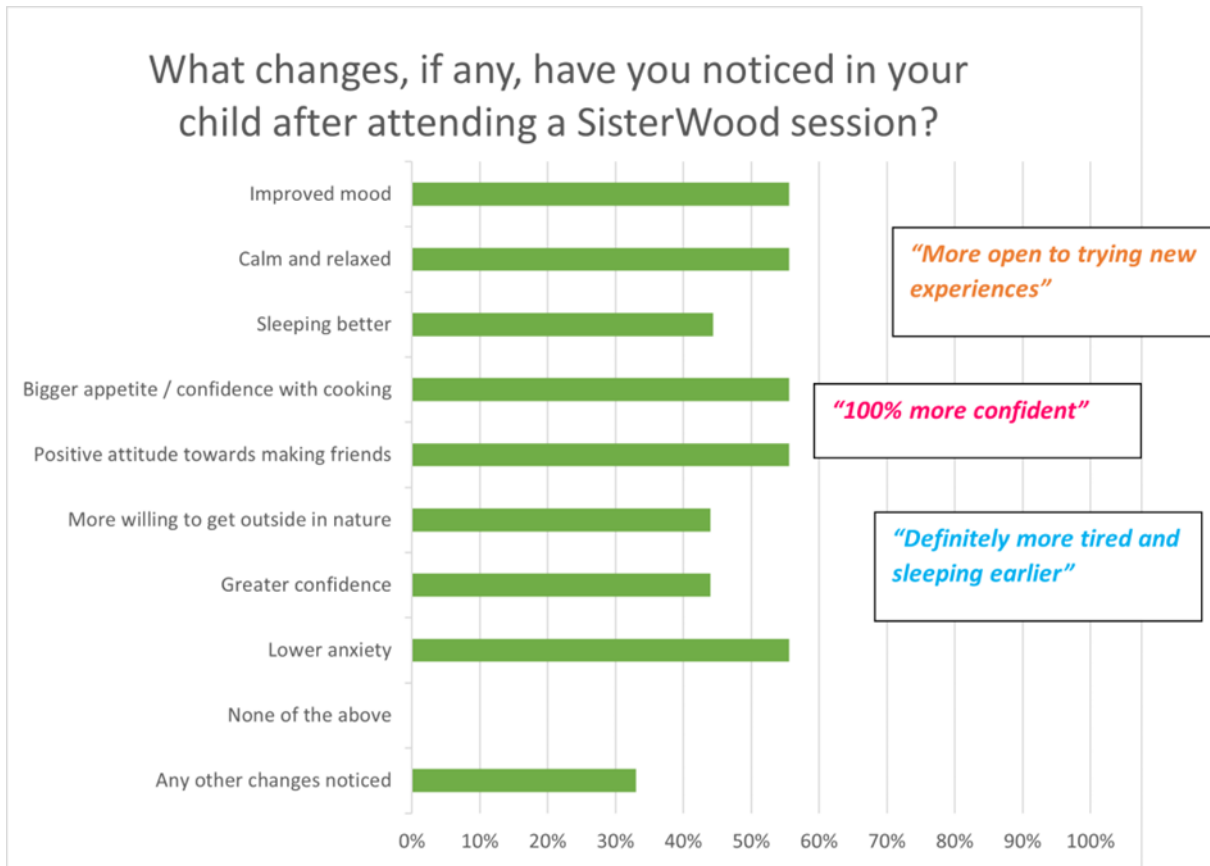 What changes, if any, have you noticed in your
child after attending a SisterWood session?
Improved mood
Calm and relaxed
Sleeping better
Bigger appetite / confidence with cooking
Positive attitude towards making friends
More willing to get outside in nature
Greater confidence
Lower anxiety
None of the above
Any other changes noticed
0% 10% 20% 30% 40% 50% 60% 70% 80% 90% 100%
“More open to trying new
experiences”
“100% more confident”
“Definitely more tired and
sleeping earlier”